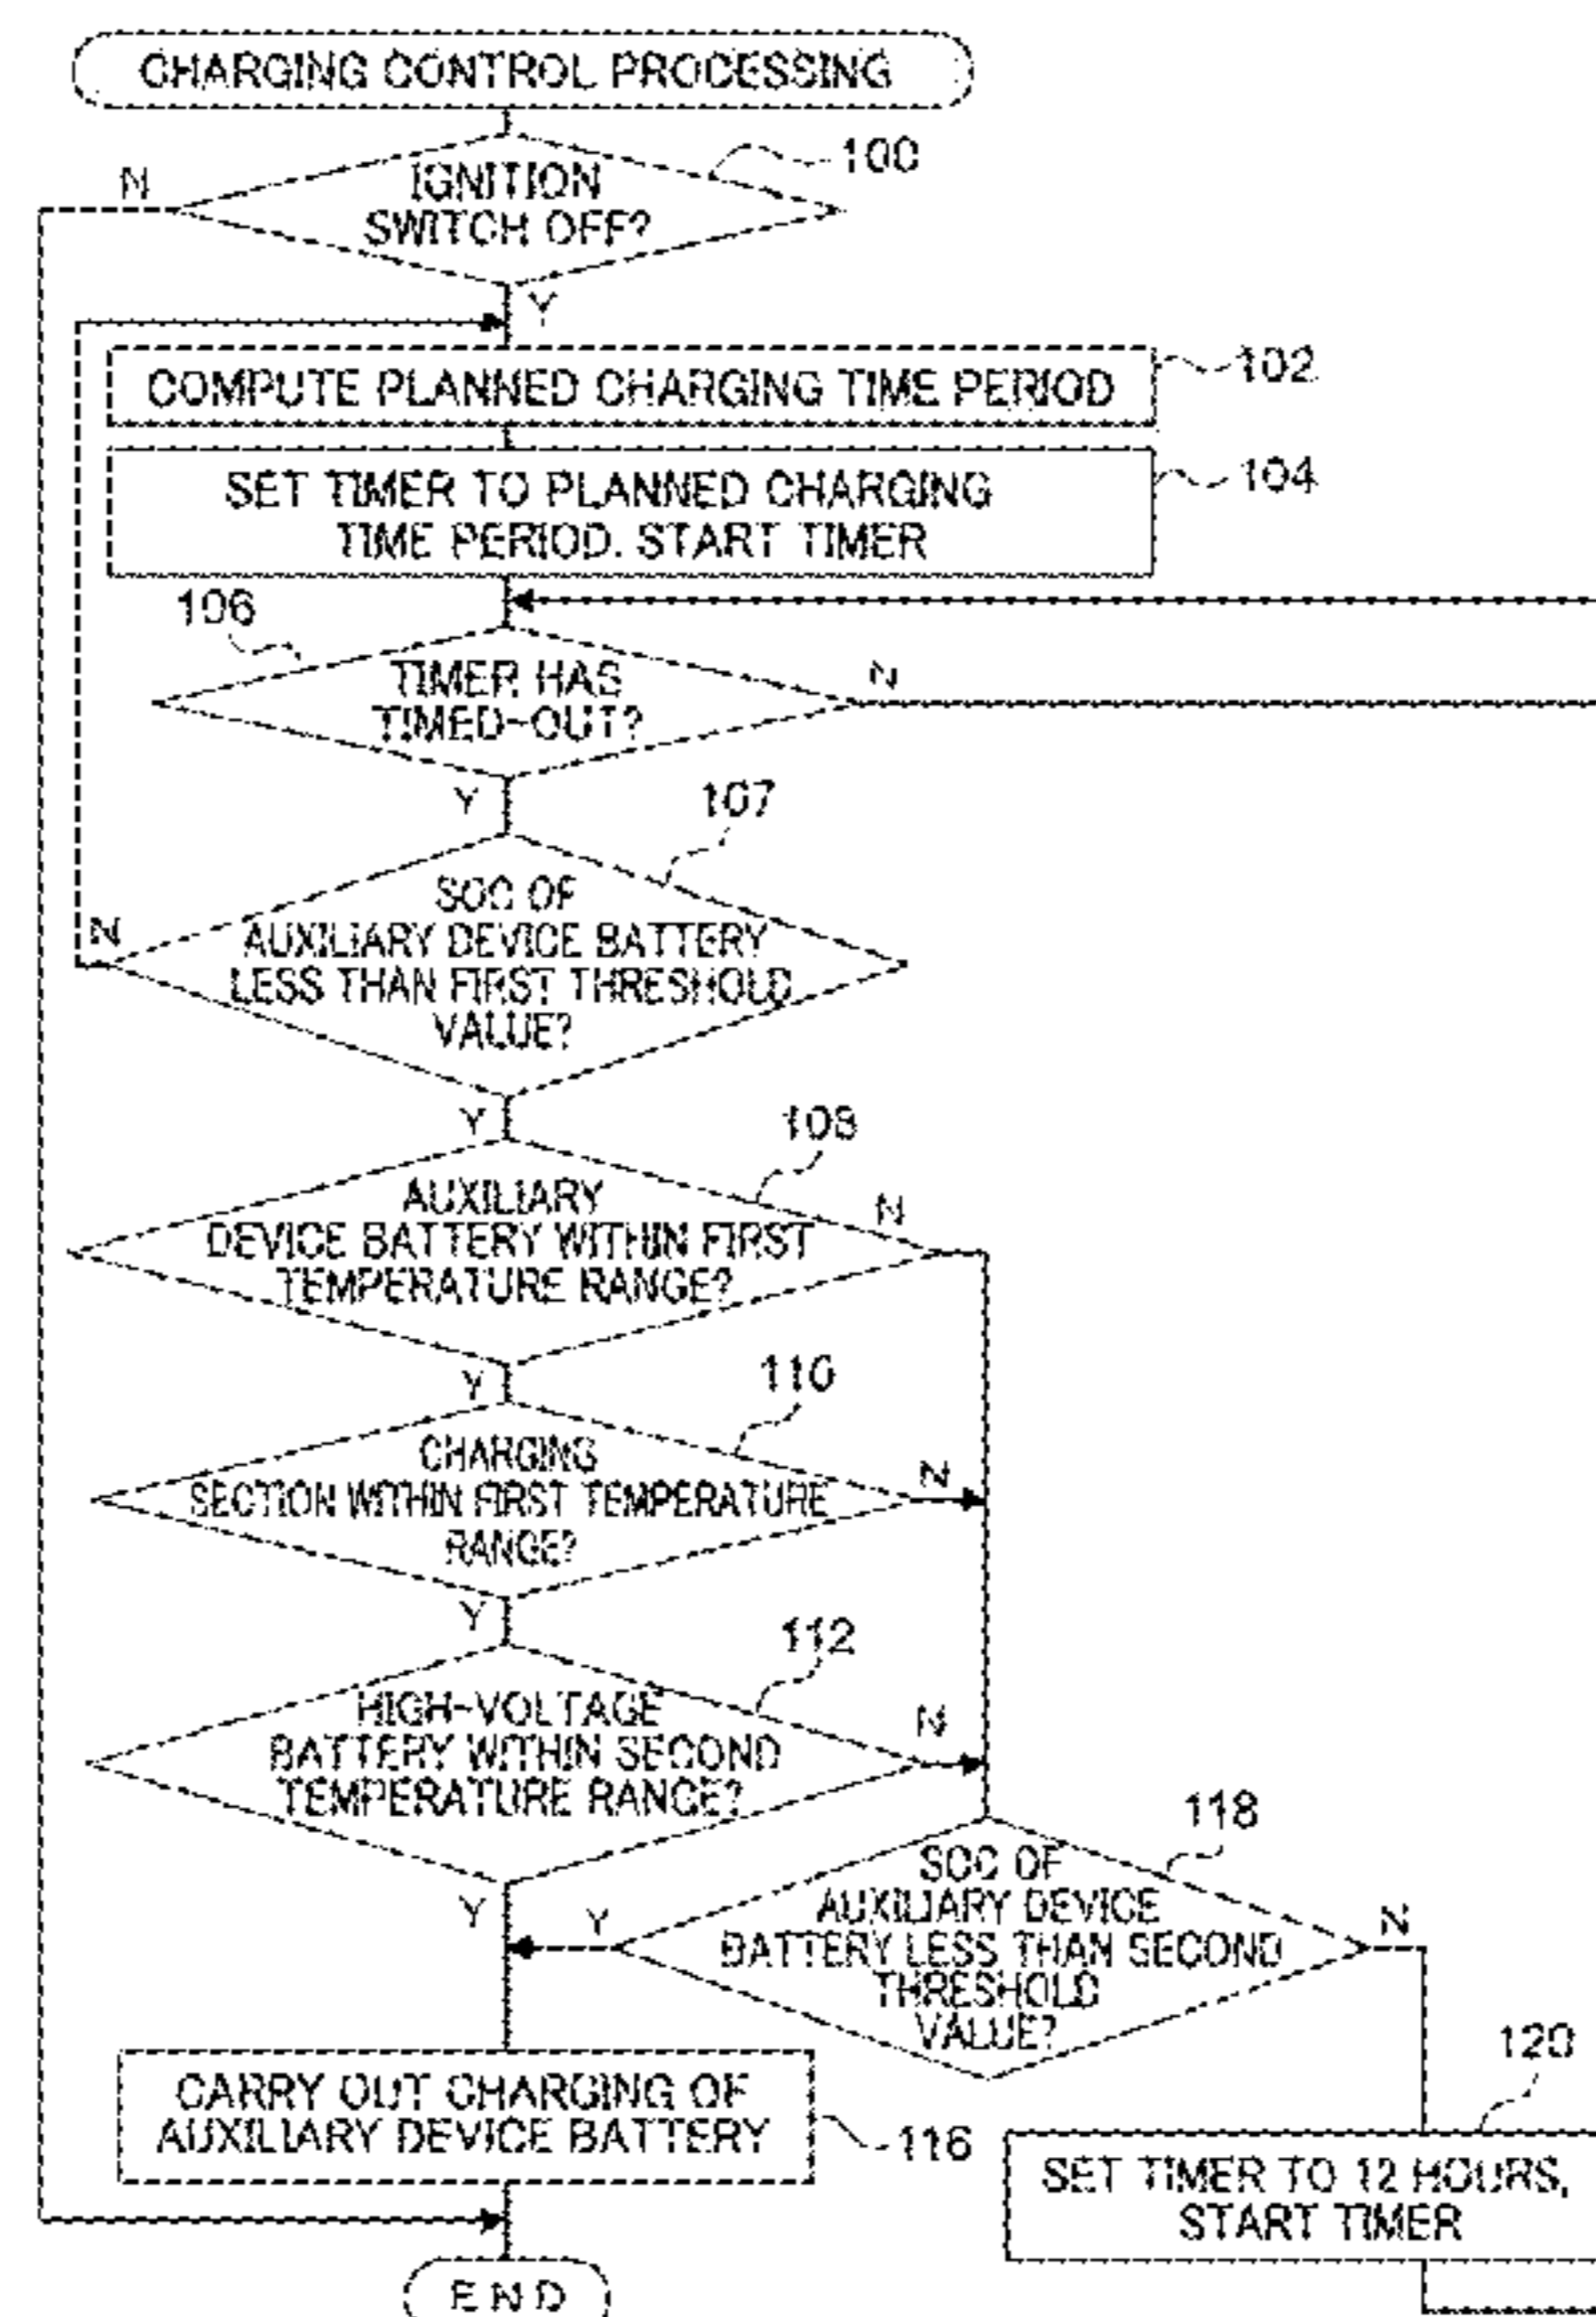 CHARGING CONTROL PROCESSING
100
N
IGNITION
SWITCH OFF?
Y
COMPUTE PLANNED CHARGING TIME PERIOD
102
SET TIMER TO PLANNED CHARGING
TIME PERIOD. START TIMER
104
106
TIMER HAS
TIMED-OUT?
N
Y
107
SOC OF
AUXILIARY DEVICE BATTERY
LESS THAN FIRST THRESHOLD
VALUE?
N
Y
108
AUXILIARY
DEVICE BATTERY WITHIN FIRST
TEMPERATURE RANGE?
N
Y
110
CHARGING
SECTION WITHIN FIRST TEMPERATURE
RANGE?
N
Y
112
HIGH-VOLTAGE
BATTERY WITHIN SECOND
TEMPERATURE RANGE?
N
Y
118
SOC OF
AUXILIARY DEVICE
BATTERY LESS THAN SECOND
THRESHOLD
VALUE?
Y
N
CARRY OUT CHARGING OF
AUXILIARY DEVICE BATTERY
116
120
SET TIMER TO 12 HOURS,
START TIMER
END